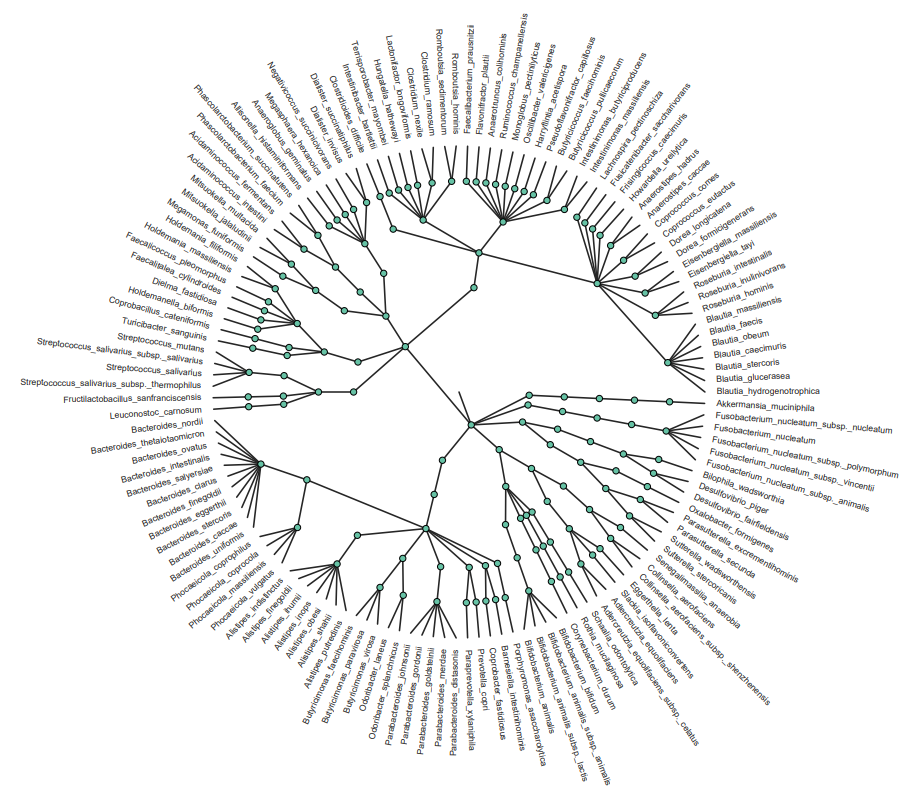 Faecalibacterium_prausnitzii
Flavonifractor_plautii
Anaerotruncus_colihominis
Ruminococcus_champanellensis
Monoglobus_pectinilyticus
Oscillibacter_valericigenes
Harryflintia_acetispora
Pseudoflavonifractor_capillosus
Butyricicoccus_faecihominis
Butyricicoccus_pullicaecorum
Intestinimonas_butyriciproducens
Intestinimonas_massiliensis
Lachnospira_pectinoschiza
Fusicatenibacter_saccharivorans
Frisingicoccus_caecimuris
Howardella_ureilytica
Anaerostipes_hadrus
Anaerostipes_caccae
Coprococcus_comes
Coprococcus_eutactus
Dorea_longicatena
Dorea_formicigenerans
Eisenbergiella_massiliensis
Eisenbergiella_tayi
Roseburia_intestinalis
Roseburia_inulinivorans
Roseburia_hominis
Blautia_massiliensis
Blautia_faecis
Blautia_obeum
Blautia_caecimuris
Blautia_stercoris
Blautia_glucerasea
Blautia_hydrogenotrophica
Akkermansia_muciniphila
Fusobacterium_nucleatum_subsp._nucleatum
Fusobacterium_nucleatum
Fusobacterium_nucleatum_subsp._polymorphum
Fusobacterium_nucleatum_subsp._vincentii
Fusobacterium_nucleatum_subsp._animalis
Bilophila_wadsworthia
Desulfovibrio_piger
Desulfovibrio_fairfieldensis
Oxalobacter_formigenes
Parasutterella_excrementihominis
Parasutterella_secunda
Sutterella_wadsworthensis
Sutterella_stercoricanis
Senegalimassilia_anaerobia
Collinsella_aerofaciens
Collinsella_aerofaciens_subsp._shenzhenensis
Eggerthella_lenta
Slackia_isoflavoniconvertens
Adlercreutzia_equolifaciens
Adlercreutzia_equolifaciens_subsp._celatus
Schaalia_odontolytica
Rothia_mucilaginosa
Corynebacterium_durum
Bifidobacterium_bifidum
Bifidobacterium_animalis_subsp._animalis
Bifidobacterium_animalis_subsp._lactis
Bifidobacterium_animalis
Porphyromonas_asaccharolytica
Barnesiella_intestinihominis
Coprobacter_fastidiosus
Prevotella_copri
Paraprevotella_xylaniphila
Parabacteroides_distasonis
Parabacteroides_merdae
Parabacteroides_goldsteinii
Parabacteroides_gordonii
Parabacteroides_johnsonii
Odoribacter_splanchnicus
Odoribacter_laneus
Butyricimonas_virosa
Butyricimonas_paravirosa
Butyricimonas_faecihominis
Alistipes_putredinis
Alistipes_shahii
Alistipes_obesi
Alistipes_inops
Alistipes_ihumii
Alistipes_finegoldii
Alistipes_indistinctus
Phocaeicola_vulgatus
Phocaeicola_massiliensis
Phocaeicola_coprocola
Phocaeicola_coprophilus
Bacteroides_uniformis
Bacteroides_caccae
Bacteroides_stercoris
Bacteroides_eggerthii
Bacteroides_finegoldii
Bacteroides_clarus
Bacteroides_salyersiae
Bacteroides_intestinalis
Bacteroides_ovatus
Bacteroides_thetaiotaomicron
Bacteroides_nordii
Leuconostoc_carnosum
Fructilactobacillus_sanfranciscensis
Streptococcus_salivarius_subsp._thermophilus
Streptococcus_salivarius
Streptococcus_salivarius_subsp._salivarius
Streptococcus_mutans
Turicibacter_sanguinis
Coprobacillus_cateniformis
Holdemanella_biformis
Dielma_fastidiosa
Faecalitalea_cylindroides
Faecalicoccus_pleomorphus
Holdemania_massiliensis
Holdemania_filiformis
Megamonas_funiformis
Mitsuokella_jalaludinii
Mitsuokella_multacida
Acidaminococcus_intestini
Acidaminococcus_fermentans
Phascolarctobacterium_faecium
Phascolarctobacterium_succinatutens
Allisonella_histaminiformans
Anaeroglobus_geminatus
Megasphaera_hexanoica
Negativicoccus_succinicivorans
Dialister_invisus
Dialister_succinatiphilus
Clostridioides_difficile
Intestinibacter_bartlettii
Terrisporobacter_mayombei
Hungatella_hathewayi
Lactonifactor_longoviformis
Clostridium_nexile
Clostridium_ramosum
Romboutsia_sedimentorum
Romboutsia_hominis